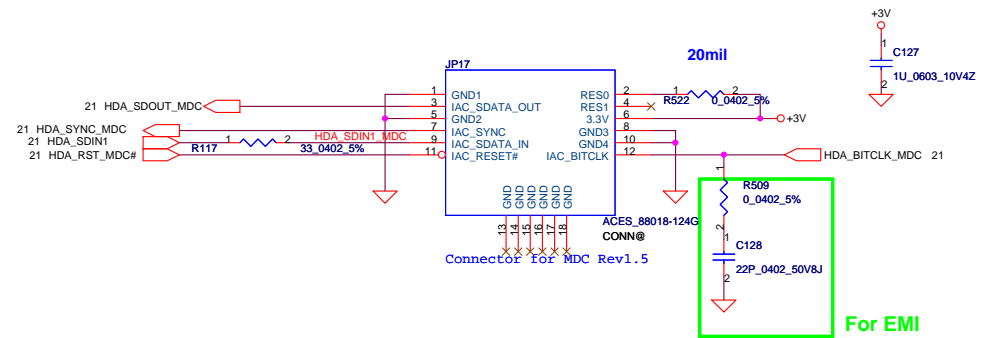 +3V
1
C127
1U_0603_10V4Z
2
20mil
JP17
1
GND1
RES0
2
1
2
R522
0_0402_5%
21 HDA_SDOUT_MDC
3
IAC_SDATA_OUT
RES1
4
5
GND2
3.3V
6
+3V
21 HDA_SYNC_MDC
7
IAC_SYNC
GND3
8
21 HDA_SDIN1
1
2
HDA_SDIN1_MDC
R117
33_0402_5%
9
IAC_SDATA_IN
GND4
10
21 HDA_RST_MDC#
11
IAC_RESET#
IAC_BITCLK
12
HDA_BITCLK_MDC 21
GND
GND
GND
GND
GND
GND
13
14
15
16
17
18
ACES_88018-124G
CONN@
Connector for MDC Rev1.5
1
R509
0_0402_5%
2
1
C128
22P_0402_50V8J
2
For EMI